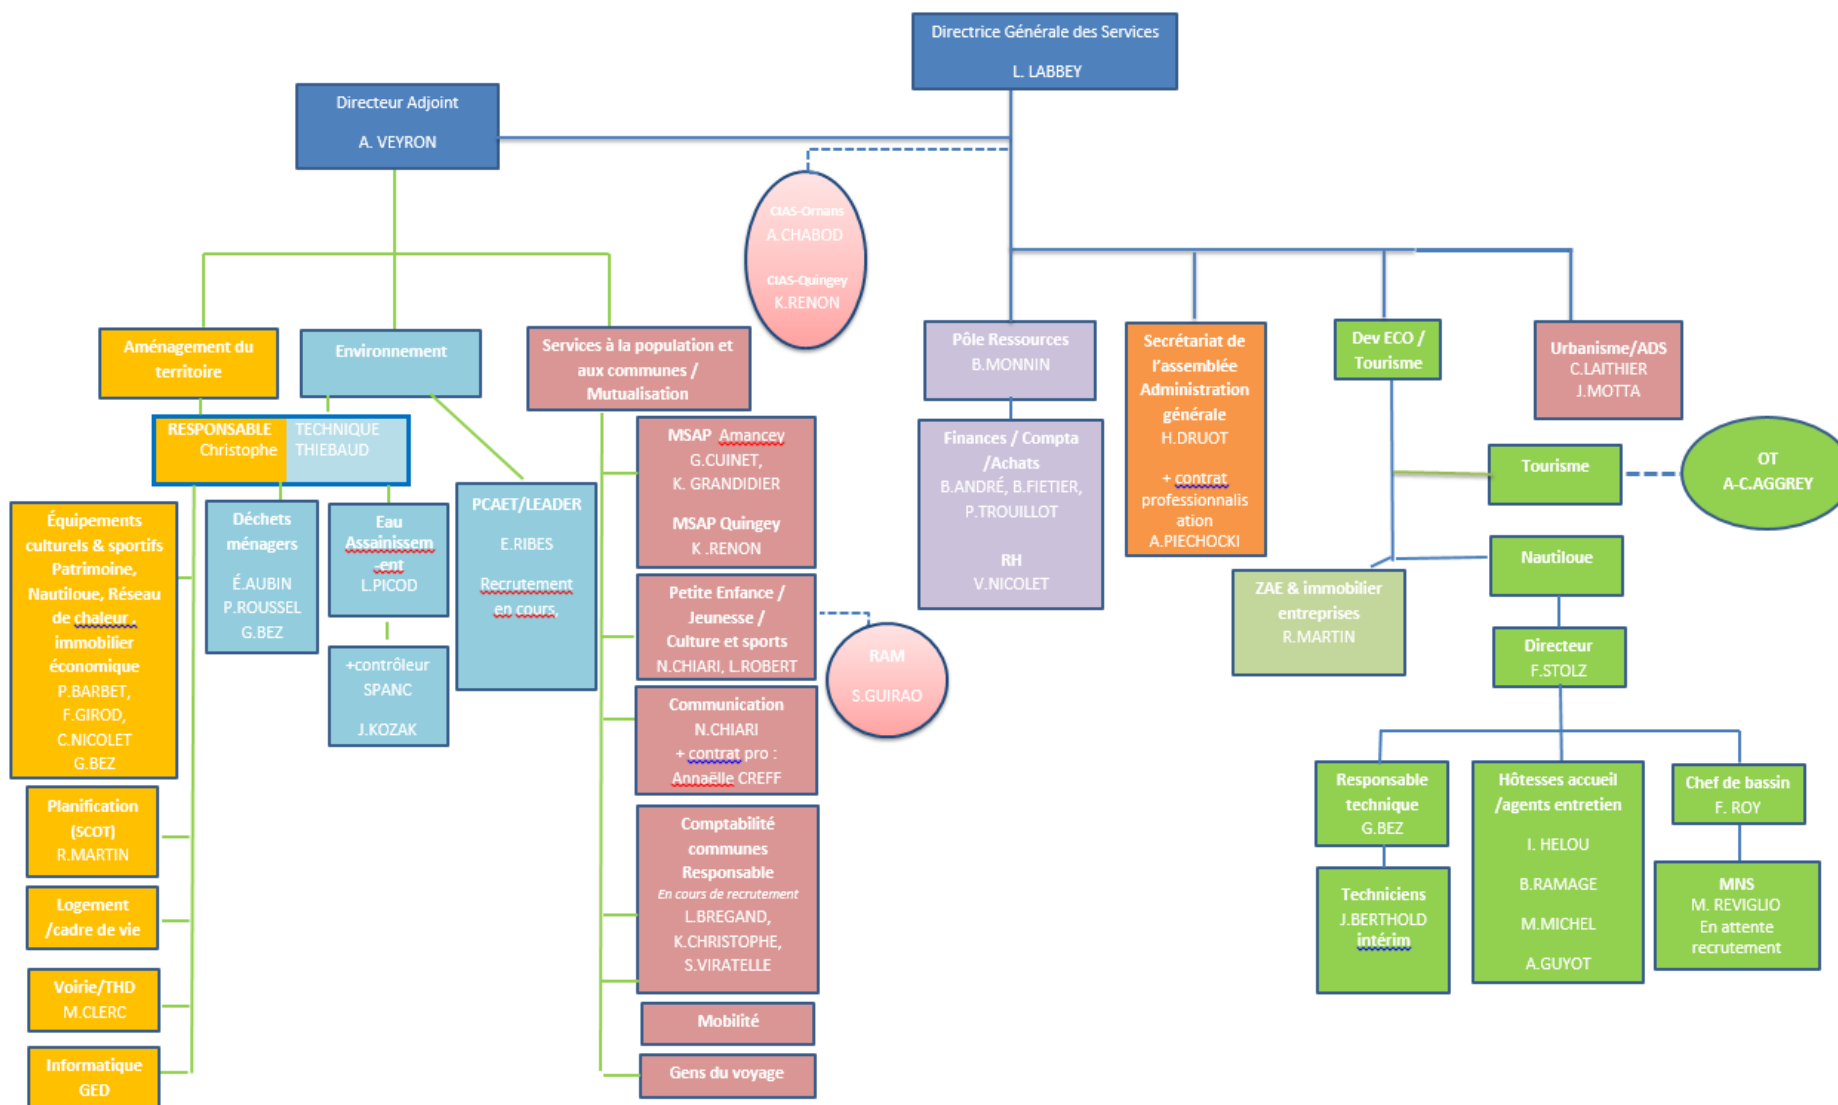 Directrice Générale des Services
L. LABBEY
Directeur Adjoint
A. VEYRON
CIAS-Ornans
A.CHABOD
CIAS-Quingey
K.RENON
Aménagement du
territoire
Environnement
Services à la population et
aux communes /
Mutualisation
Pôle Ressources
B.MONNIN
Secrétariat de
l'assemblée
Administration
générale
H.DRUOT
+ contrat
professionnalis
ation
A.PIECHOCKI
Dev ECO /
Tourisme
Urbanisme/ADS
C.LAITHIER
J.MOTTA
RESPONSABLE TECHNIQUE
Christophe THIEBAUD
Équipements
culturels & sportifs
Patrimoine,
Nautiloue, Réseau
de chaleur ,
immobilier
économique
P.BARBET,
F.GIROD,
C.NICOLET
G.BEZ
Déchets
ménagers
É.AUBIN
P.ROUSSEL
G.BEZ
Eau
Assainissem
-ent
L.PICOD
+contrôleur
SPANC
J.KOZAK
PCAET/LEADER
E.RIBES
Recrutement
en cours,
MSAP Amancey
G.CUINET,
K. GRANDIDIER
MSAP Quingey
K .RENON
Petite Enfance /
Jeunesse /
Culture et sports
N.CHIARI, L.ROBERT
RAM
S.GUIRAO
Communication
N.CHIARI
+ contrat pro :
Annaëlle CREFF
Comptabilité
communes
Responsable
En cours de recrutement
L.BREGAND,
K.CHRISTOPHE,
S.VIRATELLE
Mobilité
Gens du voyage
Planification
(SCOT)
R.MARTIN
Logement
/cadre de vie
Voirie/THD
M.CLERC
Informatique
GED
Finances / Compta
/Achats
B.ANDRÉ, B.FIETIER,
P.TROUILLOT
RH
V.NICOLET
Tourisme
OT
A-C.AGGREY
Nautiloue
ZAE & immobilier
entreprises
R.MARTIN
Directeur
F.STOLZ
Responsable
technique
G.BEZ
Techniciens
J.BERTHOLD
intérim
Hôtesses accueil
/agents entretien
I. HELOU
B.RAMAGE
M.MICHEL
A.GUYOT
Chef de bassin
F. ROY
MNS
M. REVIGLIO
En attente
recrutement